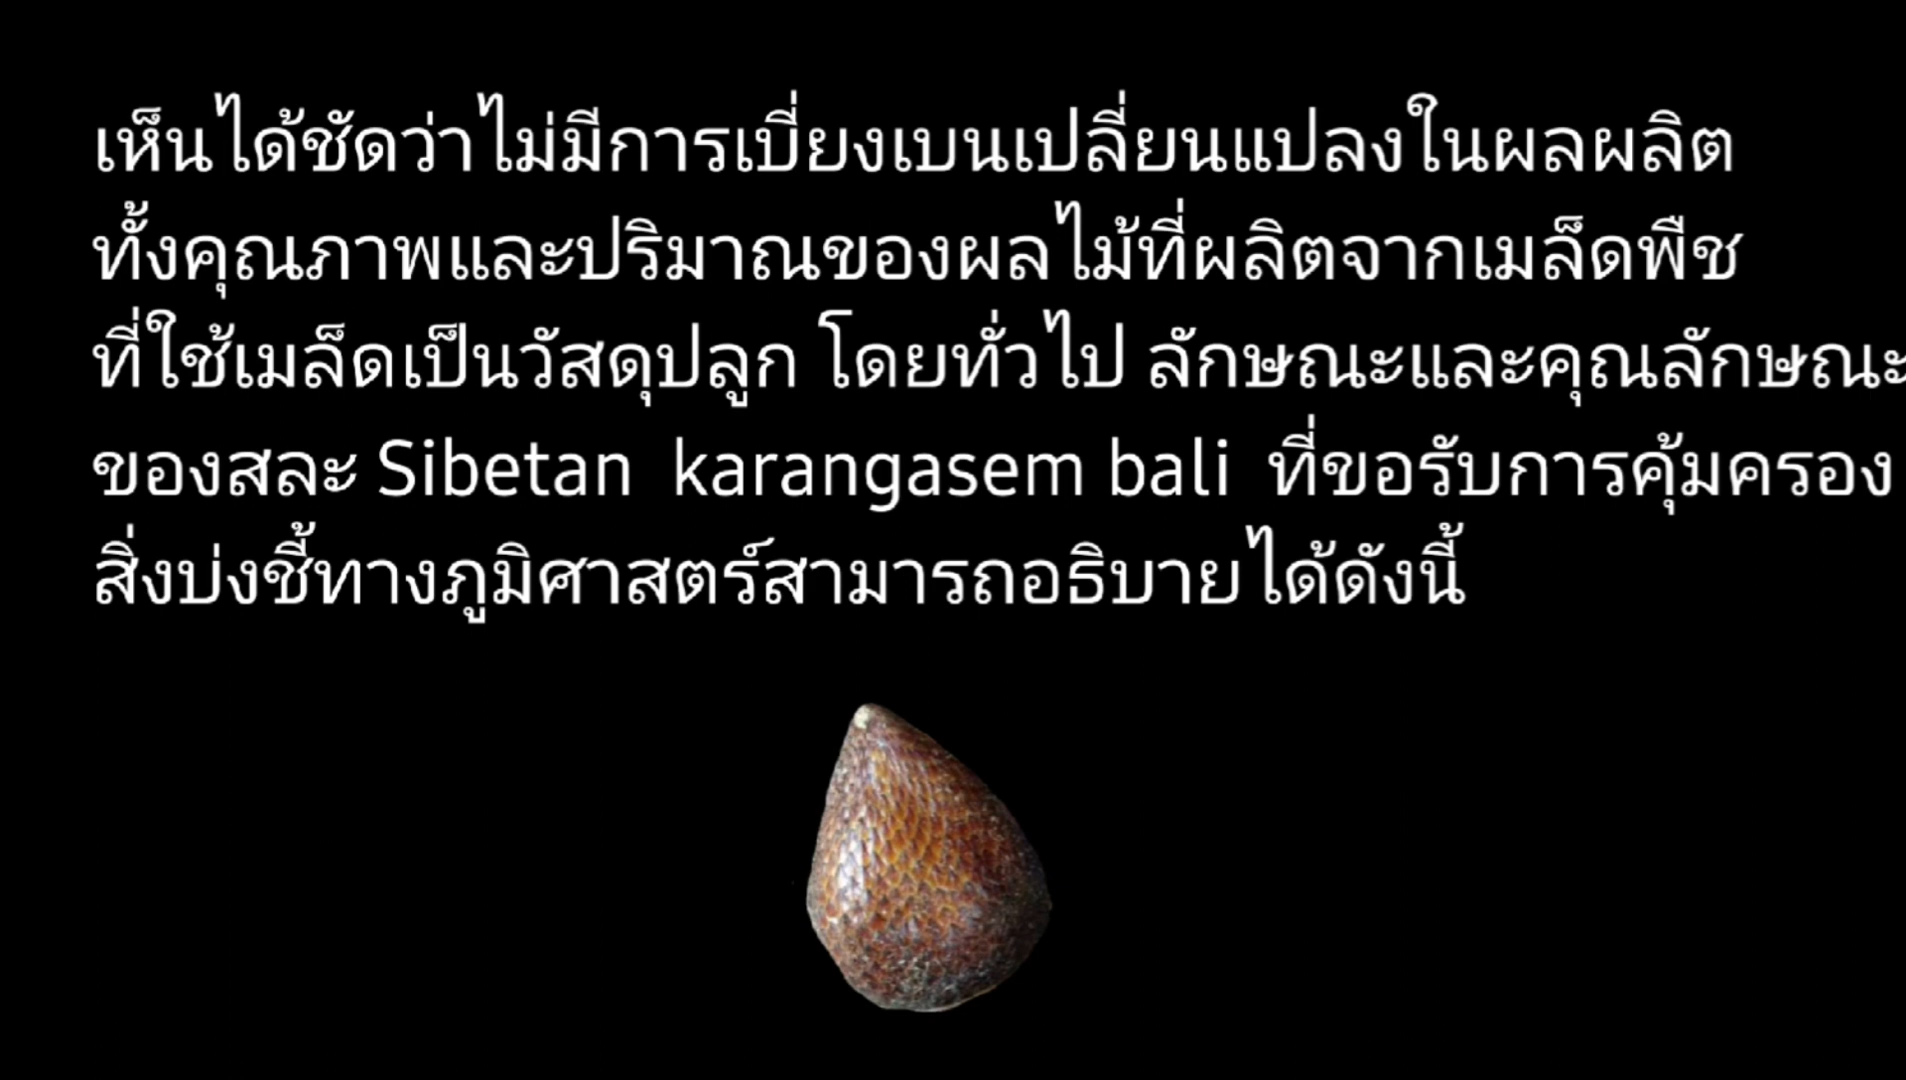 เห็นได้ชัดว่าไม่มีการเบี่ยงเบนเปลี่ยนแปลงในผลผลิต
ทั้งคุณภาพและปริมาณของผลไม้ที่ผลิตจากเมล็ดพืช
ที่ใช้เมล็ดเป็นวัสดุปลูก โดยทั่วไป ลักษณะและคุณลักษณะ
ของสละ Sibetan  karangasem bali  ที่ขอรับการคุ้มครอง
สิ่งบ่งชี้ทางภูมิศาสตร์สามารถอธิบายได้ดังนี้